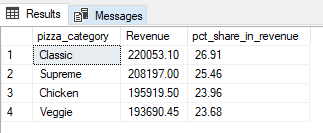 Results Messages
pizza_category Revenue pct_share_in_revenue
1 Classic 220053.10 26.91
2 Supreme 208197.00 25.46
3 Chicken 195919.50 23.96
4 Veggie 193690.45 23.68